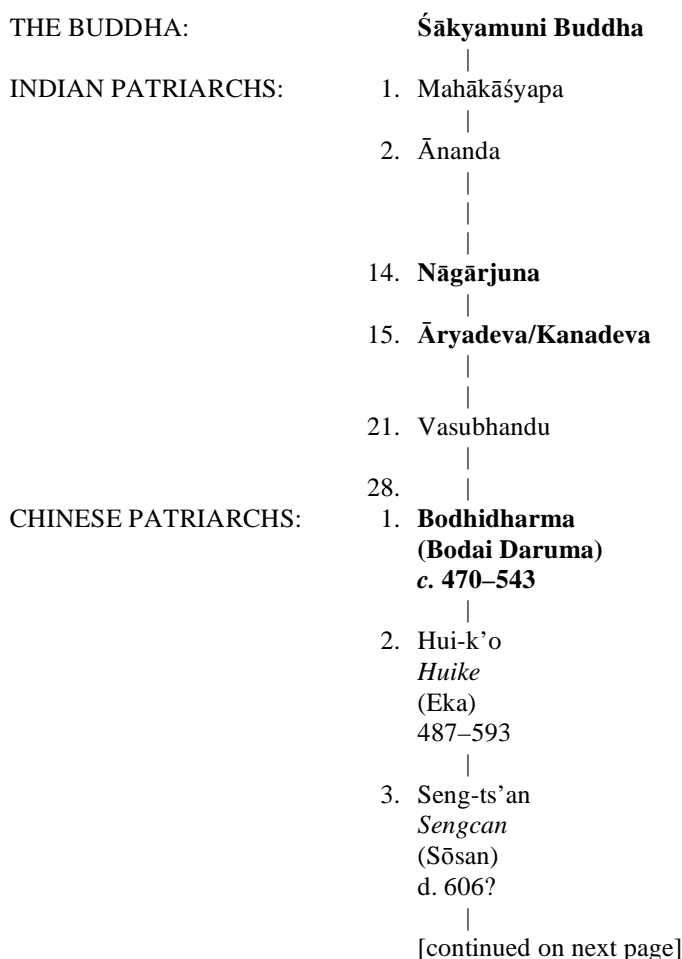 THE BUDDHA: Śākyamuni Buddha
|
INDIAN PATRIARCHS: 1. Mahākāśyapa
|
2. Ānanda
|
|
|
14. Nāgārjuna
|
15. Āryadeva/Kanadeva
|
|
21. Vasubhandu
|
28. |
CHINESE PATRIARCHS: 1. Bodhidharma
(Bodai Daruma)
c. 470–543
|
2. Hui-k’o
Huike
(Eka)
487–593
|
3. Seng-ts’an
Sengcan
(Sōsan)
d. 606?
|
[continued on next page]